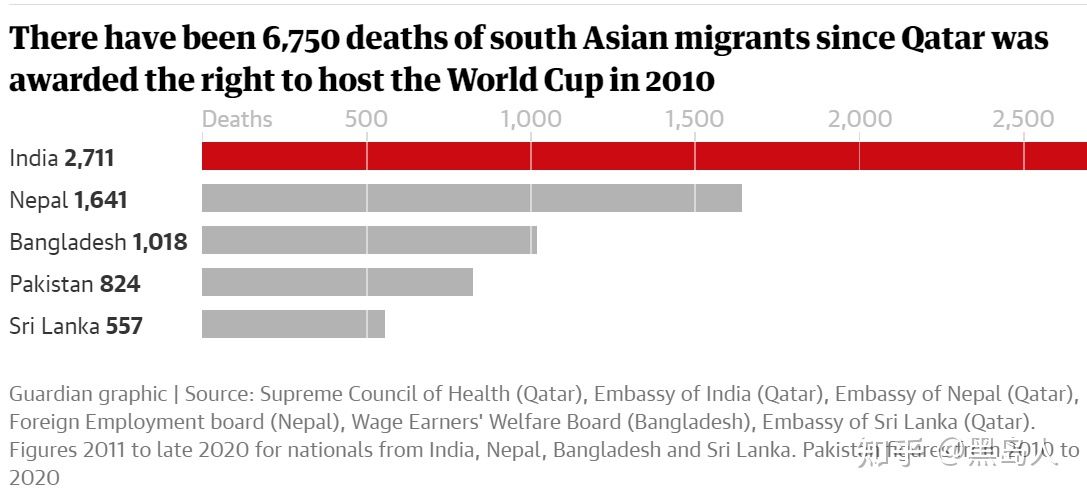 There have been 6,750 deaths of south Asian migrants since Qatar was
awarded the right to host the World Cup in 2010
Deaths 500 1,000 1,500 2,000 2,500
India 2,711
Nepal 1,641
Bangladesh 1,018
Pakistan 824
Sri Lanka 557
Guardian graphic | Source: Supreme Council of Health (Qatar), Embassy of India (Qatar), Embassy of Nepal (Qatar),
Foreign Employment board (Nepal), Wage Earners' Welfare Board (Bangladesh), Embassy of Sri Lanka (Qatar).
Figures 2011 to late 2020 for nationals from India, Nepal, Bangladesh and Sri Lanka. Pakistan figures 2010 to
2020
知乎 @黑岛人